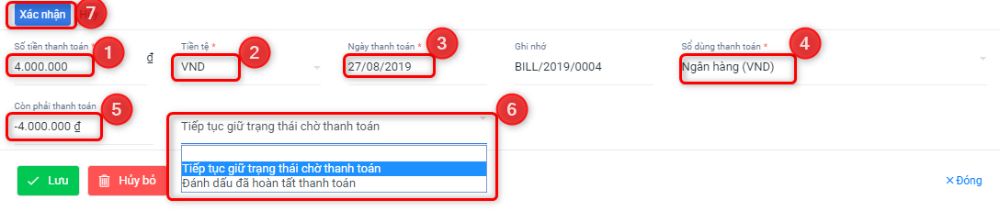 Xác nhận Hủy 7
Số tiền thanh toán * 1 Tiền tệ * 2 Ngày thanh toán * 3 Ghi nhớ Sổ dùng thanh toán * 4
4.000.000 ₫ VND 27/08/2019 BILL/2019/0004 Ngân hàng (VND)
Còn phải thanh toán 5 6
-4.000.000 ₫ Tiếp tục giữ trạng thái chờ thanh toán
Tiếp tục giữ trạng thái chờ thanh toán
Lưu Hủy bỏ Đánh dấu đã hoàn tất thanh toán Đóng